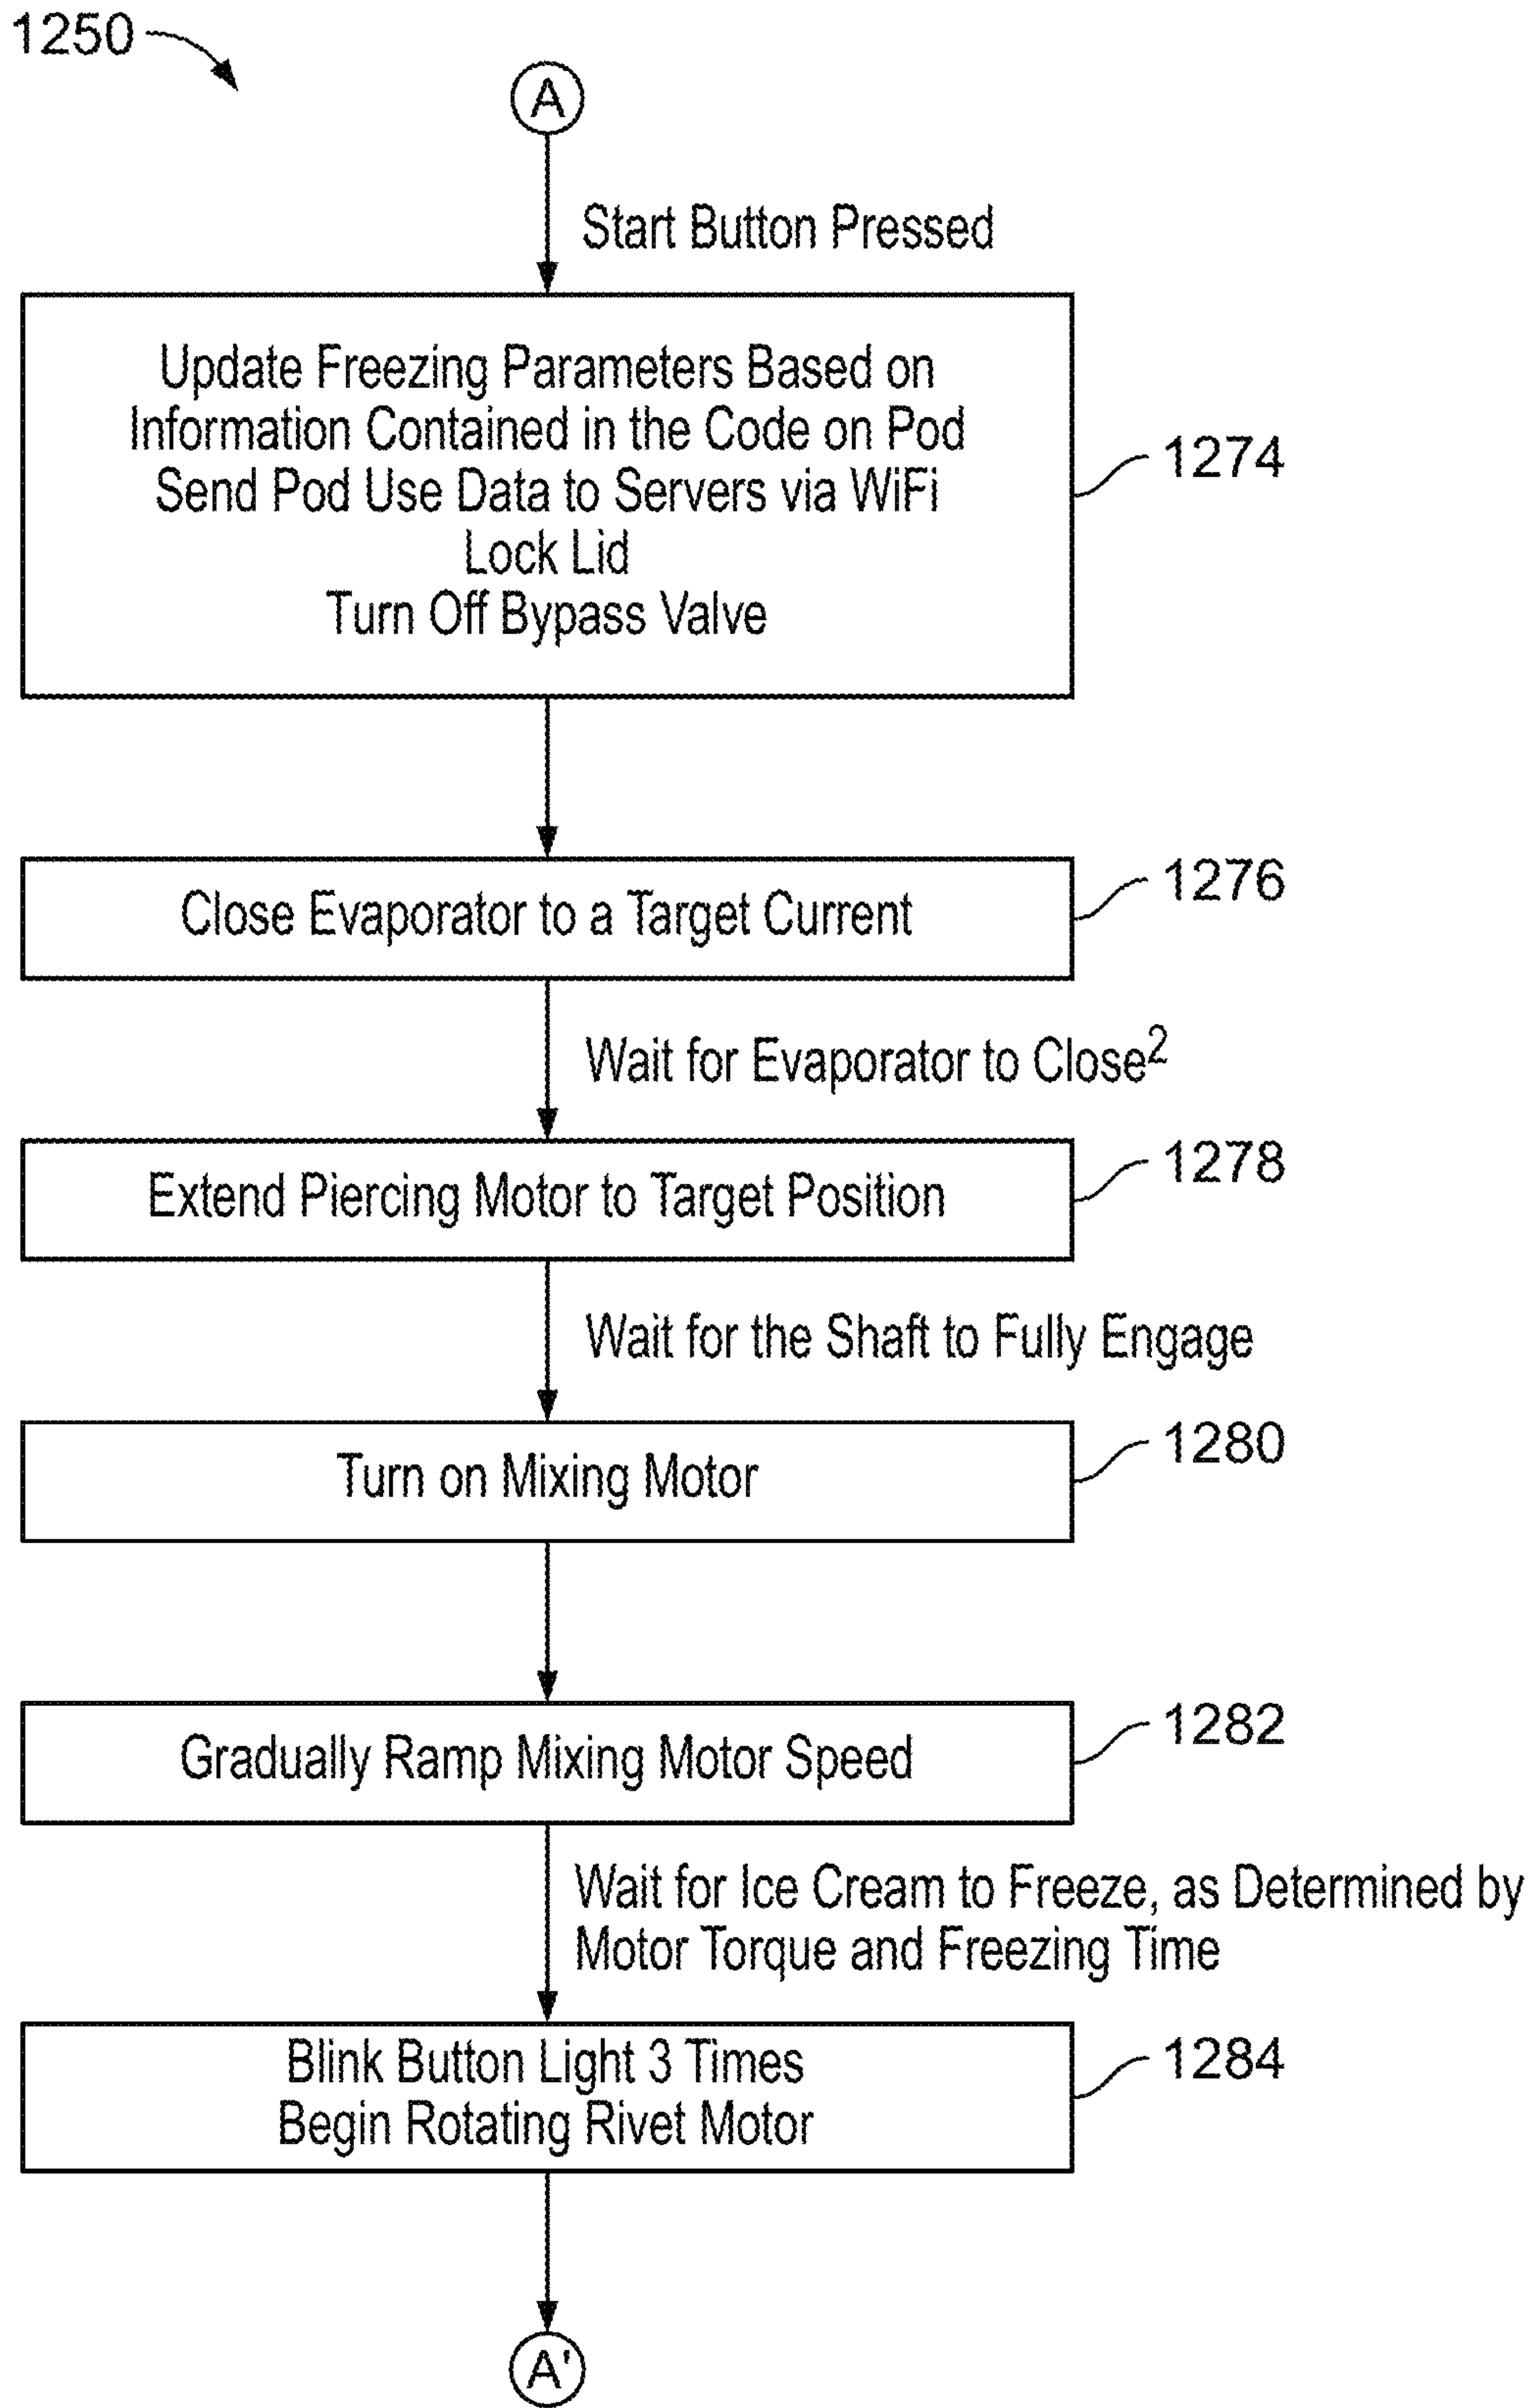 1250
A
Start Button Pressed
Update Freezing Parameters Based on
Information Contained in the Code on Pod
Send Pod Use Data to Servers via WiFi
Lock Lid
Turn Off Bypass Valve
1274
Close Evaporator to a Target Current
1276
Wait for Evaporator to Close²
Extend Piercing Motor to Target Position
1278
Wait for the Shaft to Fully Engage
Turn on Mixing Motor
1280
Gradually Ramp Mixing Motor Speed
1282
Wait for Ice Cream to Freeze, as Determined by
Motor Torque and Freezing Time
Blink Button Light 3 Times
Begin Rotating Rivet Motor
1284
A'